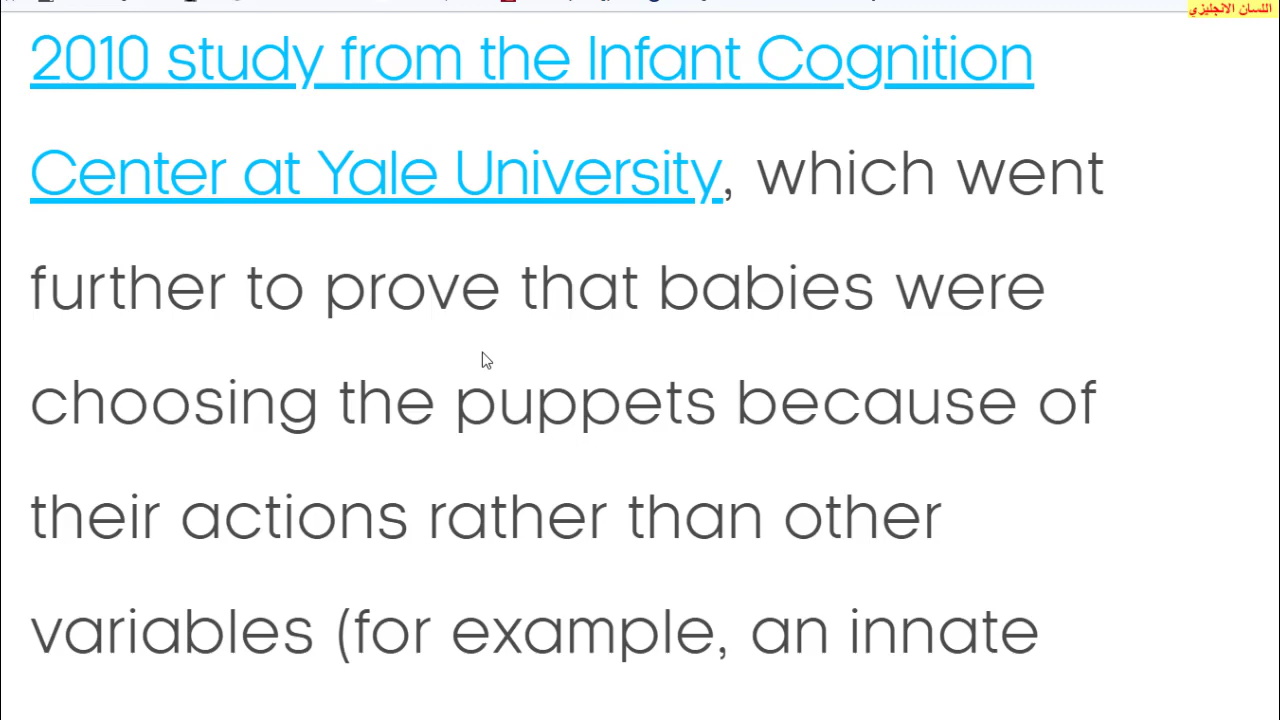 اللسان الانجليزي
2010 study from the Infant Cognition
Center at Yale University, which went
further to prove that babies were
choosing the puppets because of
their actions rather than other
variables (for example, an innate